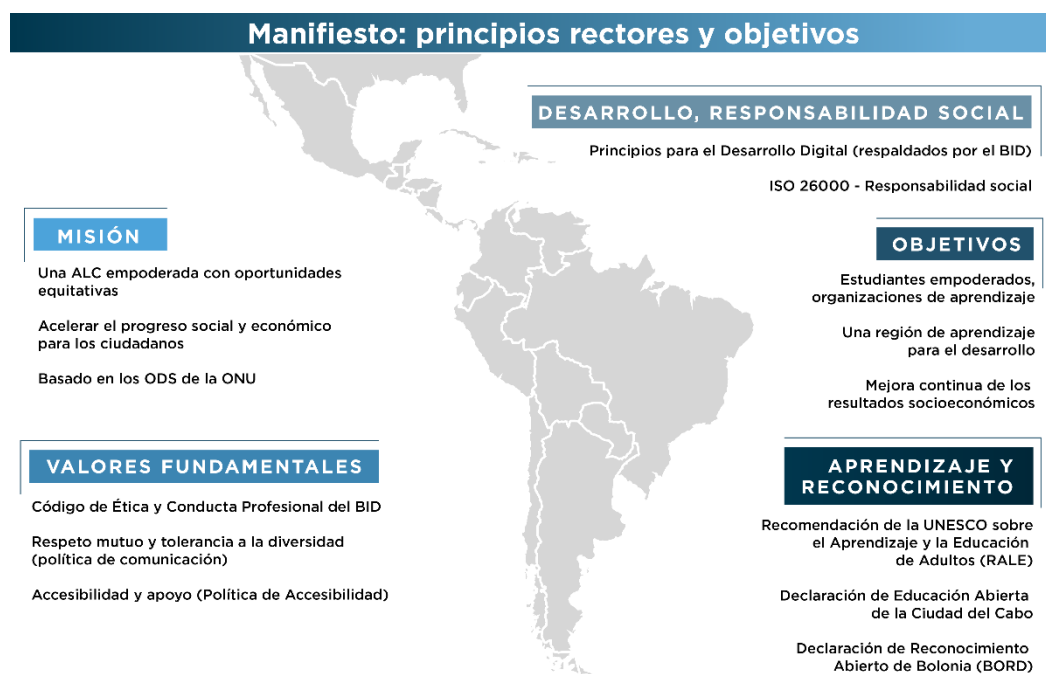 Manifiesto: principios rectores y objetivos
DESARROLLO, RESPONSABILIDAD SOCIAL
Principios para el Desarrollo Digital (respaldados por el BID)
ISO 26000 - Responsabilidad social
MISIÓN
Una ALC empoderada con oportunidades
equitativas
Acelerar el progreso social y económico
para los ciudadanos
Basado en los ODS de la ONU
OBJETIVOS
Estudiantes empoderados,
organizaciones de aprendizaje
Una región de aprendizaje
para el desarrollo
Mejora continua de los
resultados socioeconómicos
VALORES FUNDAMENTALES
Código de Ética y Conducta Profesional del BID
Respeto mutuo y tolerancia a la diversidad
(política de comunicación)
Accesibilidad y apoyo (Política de Accesibilidad)
APRENDIZAJE Y
RECONOCIMIENTO
Recomendación de la UNESCO sobre
el Aprendizaje y la Educación
de Adultos (RALE)
Declaración de Educación Abierta
de la Ciudad del Cabo
Declaración de Reconocimiento
Abierto de Bolonia (BORD)